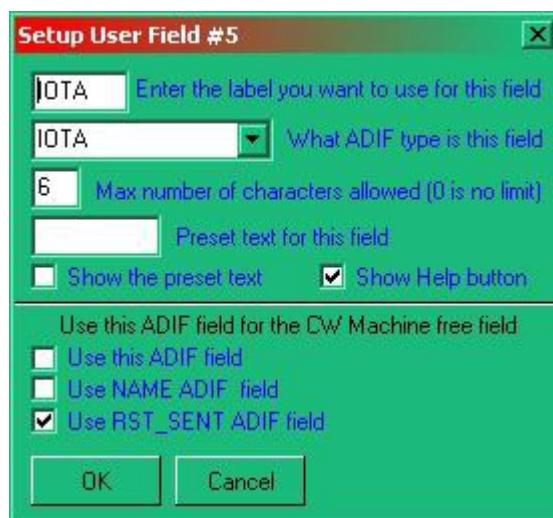 Setup User Field #5
IOTA Enter the label you want to use for this field
IOTA What ADIF type is this field
6 Max number of characters allowed (0 is no limit)
Preset text for this field
Show the preset text Show Help button
Use this ADIF field for the CW Machine free field
Use this ADIF field
Use NAME ADIF field
Use RST_SENT ADIF field
OK Cancel